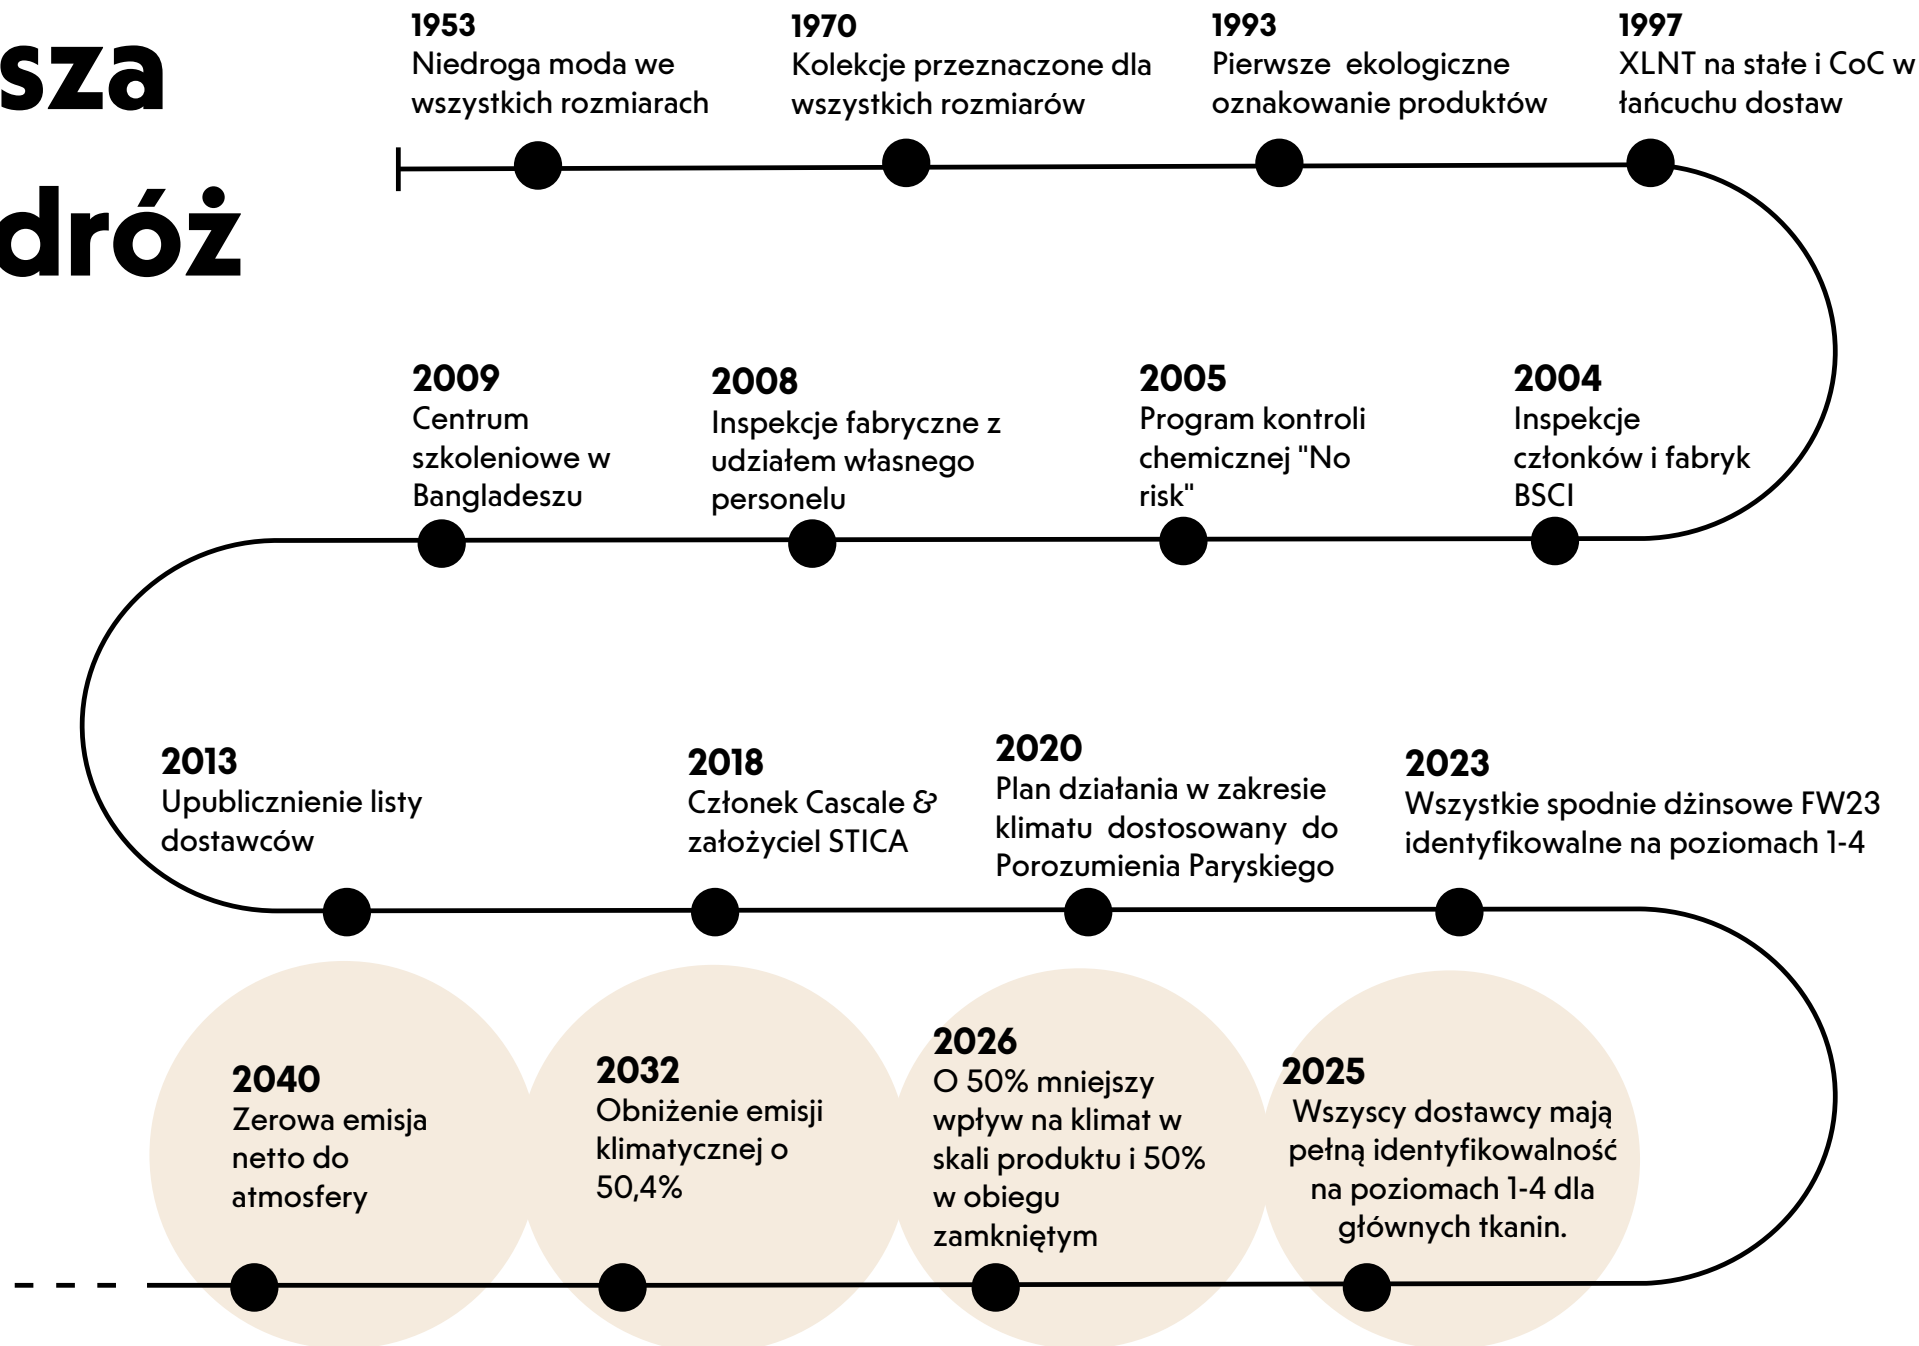 sza
dróż
1953
Niedroga moda we
wszystkich rozmiarach
1970
Kolekcje przeznaczone dla
wszystkich rozmiarów
1993
Pierwsze ekologiczne
oznakowanie produktów
1997
XLNT na stałe i CoC w
łańcuchu dostaw
2009
Centrum
szkoleniowe w
Bangladeszu
2008
Inspekcje fabryczne z
udziałem własnego
personelu
2005
Program kontroli
chemicznej "No
risk"
2004
Inspekcje
członków i fabryk
BSCI
2013
Upublicznienie listy
dostawców
2018
Członek Cascale &
założyciel STICA
2020
Plan działania w zakresie
klimatu dostosowany do
Porozumienia Paryskiego
2023
Wszystkie spodnie dżinsowe FW23
identyfikowalne na poziomach 1-4
2040
Zerowa emisja
netto do
atmosfery
2032
Obniżenie emisji
klimatycznej o
50,4%
2026
O 50% mniejszy
wpływ na klimat w
skali produktu i 50%
w obiegu
zamkniętym
2025
Wszyscy dostawcy mają
pełną identyfikowalność
na poziomach 1-4 dla
głównych tkanin.